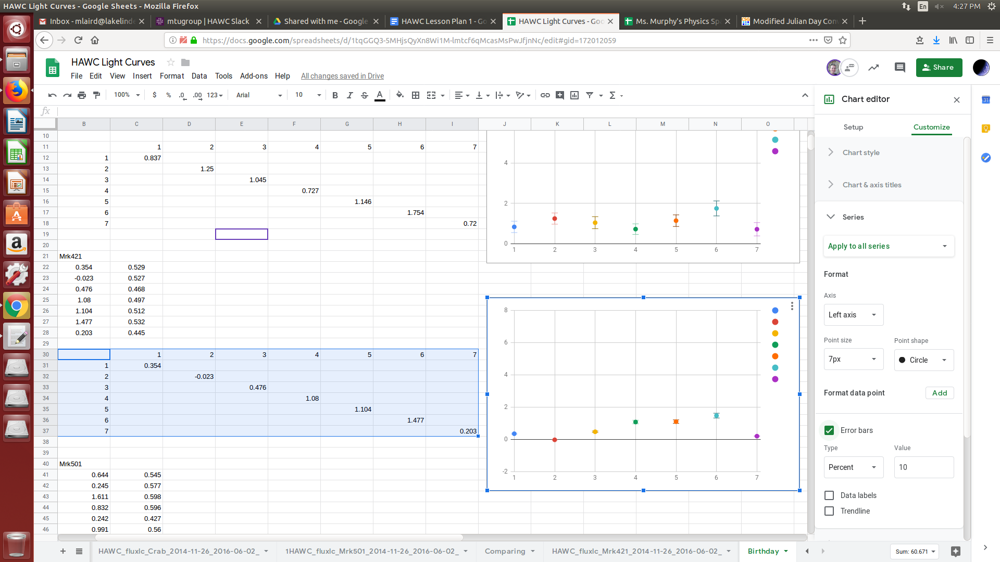 HAWC Light Curves - Google Sheets - Mozilla Firefox
En
4:27 PM
Inbox - mlaird@lakelinde
mtugroup | HAWC Slack
Shared with me - Google
HAWC Lesson Plan 1 - Go
HAWC Light Curves - Goo
Ms. Murphy's Physics Sp
Modified Julian Day Con
https://docs.google.com/spreadsheets/d/1tqGGQ3-5MHjsQyXn8Wi1M-lmtcf6qMcasMsPwJfjnNc/edit#gid=172012059
HAWC Light Curves
File Edit View Insert Format Data Tools Add-ons Help All changes saved in Drive
Share
100% $ % .0 .00 123 Arial 10 B I S A Σ
fx
Chart editor
Setup Customize
Chart style
Chart & axis titles
Series
Apply to all series
Format
Axis
Left axis
Point size Point shape
7px Circle
Format data point Add
Error bars
Type Value
Percent 10
Data labels
Trendline
B C D E F G H I J K L M N O
10
11 1 2 3 4 5 6 7
12 1 0.837
13 2 1.25
14 3 1.045
15 4 0.727
16 5 1.146
17 6 1.754
18 7 0.72
19
20
21 Mrk421
22 0.354 0.529
23 -0.023 0.527
24 0.476 0.468
25 1.08 0.497
26 1.104 0.512
27 1.477 0.532
28 0.203 0.445
29
30 1 2 3 4 5 6 7
31 1 0.354
32 2 -0.023
33 3 0.476
34 4 1.08
35 5 1.104
36 6 1.477
37 7 0.203
38
39
40 Mrk501
41 0.644 0.545
42 0.245 0.577
43 1.611 0.598
44 0.832 0.596
45 0.242 0.427
46 0.991 0.56
4
2
0
1 2 3 4 5 6 7
8
6
4
2
0
-2
1 2 3 4 5 6 7
HAWC_fluxlc_Crab_2014-11-26_2016-06-02_
1HAWC_fluxlc_Mrk501_2014-11-26_2016-06-02_
Comparing
HAWC_fluxlc_Mrk421_2014-11-26_2016-06-02_
Birthday
Sum: 60.671